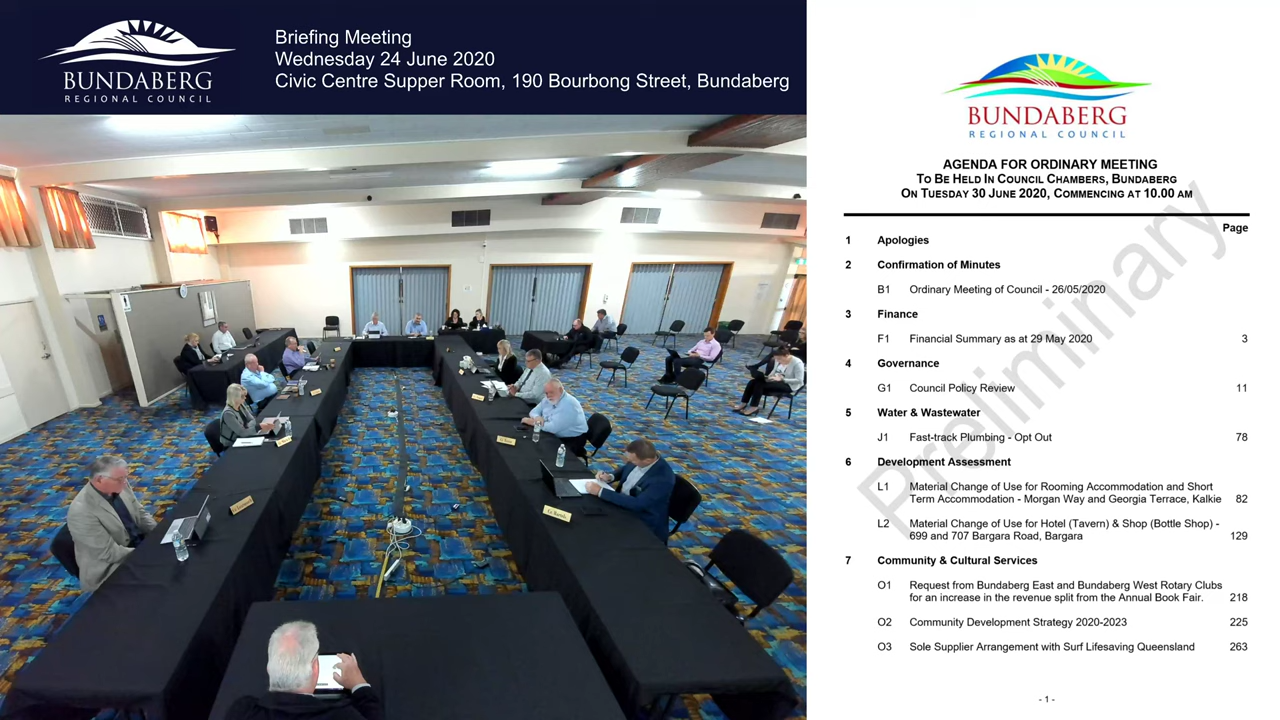 BUNDABERG
REGIONAL COUNCIL
Briefing Meeting
Wednesday 24 June 2020
Civic Centre Supper Room, 190 Bourbong Street, Bundaberg
BUNDABERG
REGIONAL COUNCIL
AGENDA FOR ORDINARY MEETING
TO BE HELD IN COUNCIL CHAMBERS, BUNDABERG
ON TUESDAY 30 JUNE 2020, COMMENCING AT 10.00 AM
Page
1 Apologies
2 Confirmation of Minutes
B1 Ordinary Meeting of Council - 26/05/2020
3 Finance
F1 Financial Summary as at 29 May 2020 3
4 Governance
G1 Council Policy Review 11
5 Water & Wastewater
J1 Fast-track Plumbing - Opt Out 78
6 Development Assessment
L1 Material Change of Use for Rooming Accommodation and Short
Term Accommodation - Morgan Way and Georgia Terrace, Kalkie 82
L2 Material Change of Use for Hotel (Tavern) & Shop (Bottle Shop) -
699 and 707 Bargara Road, Bargara 129
7 Community & Cultural Services
O1 Request from Bundaberg East and Bundaberg West Rotary Clubs
for an increase in the revenue split from the Annual Book Fair. 218
O2 Community Development Strategy 2020-2023 225
O3 Sole Supplier Arrangement with Surf Lifesaving Queensland 263
- 1 -
Preliminary